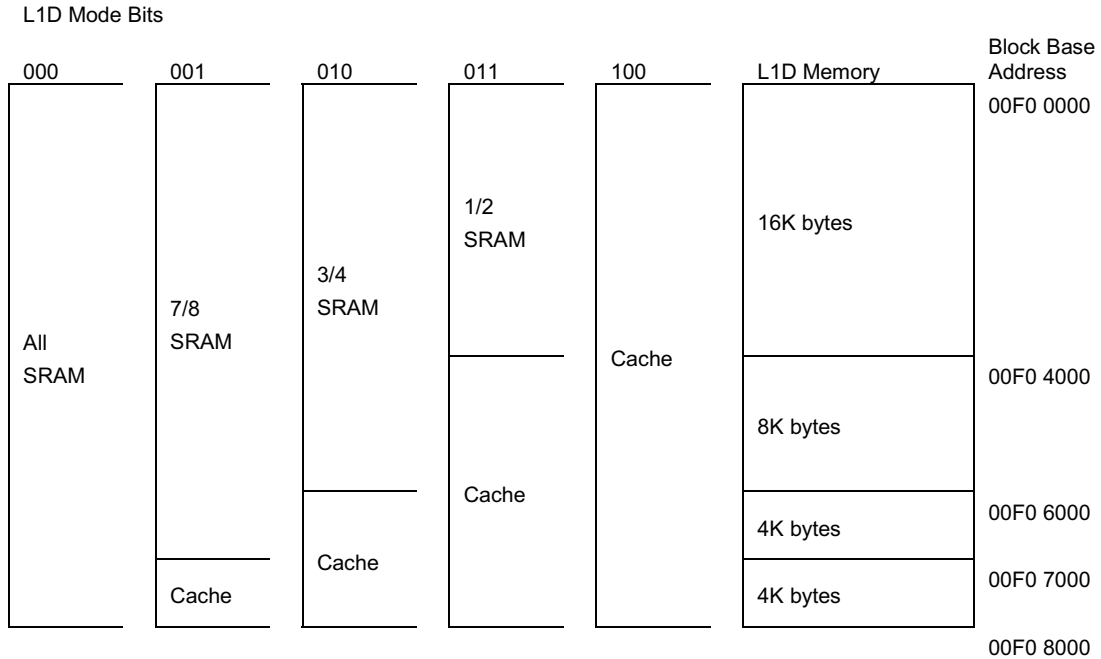 L1D Mode Bits
000 001 010 011 100 L1D Memory Block Base Address
00F0 0000
1/2 SRAM
16K bytes
3/4 SRAM
7/8 SRAM
All SRAM
Cache
00F0 4000
8K bytes
Cache
00F0 6000
4K bytes
Cache
00F0 7000
Cache
4K bytes
00F0 8000